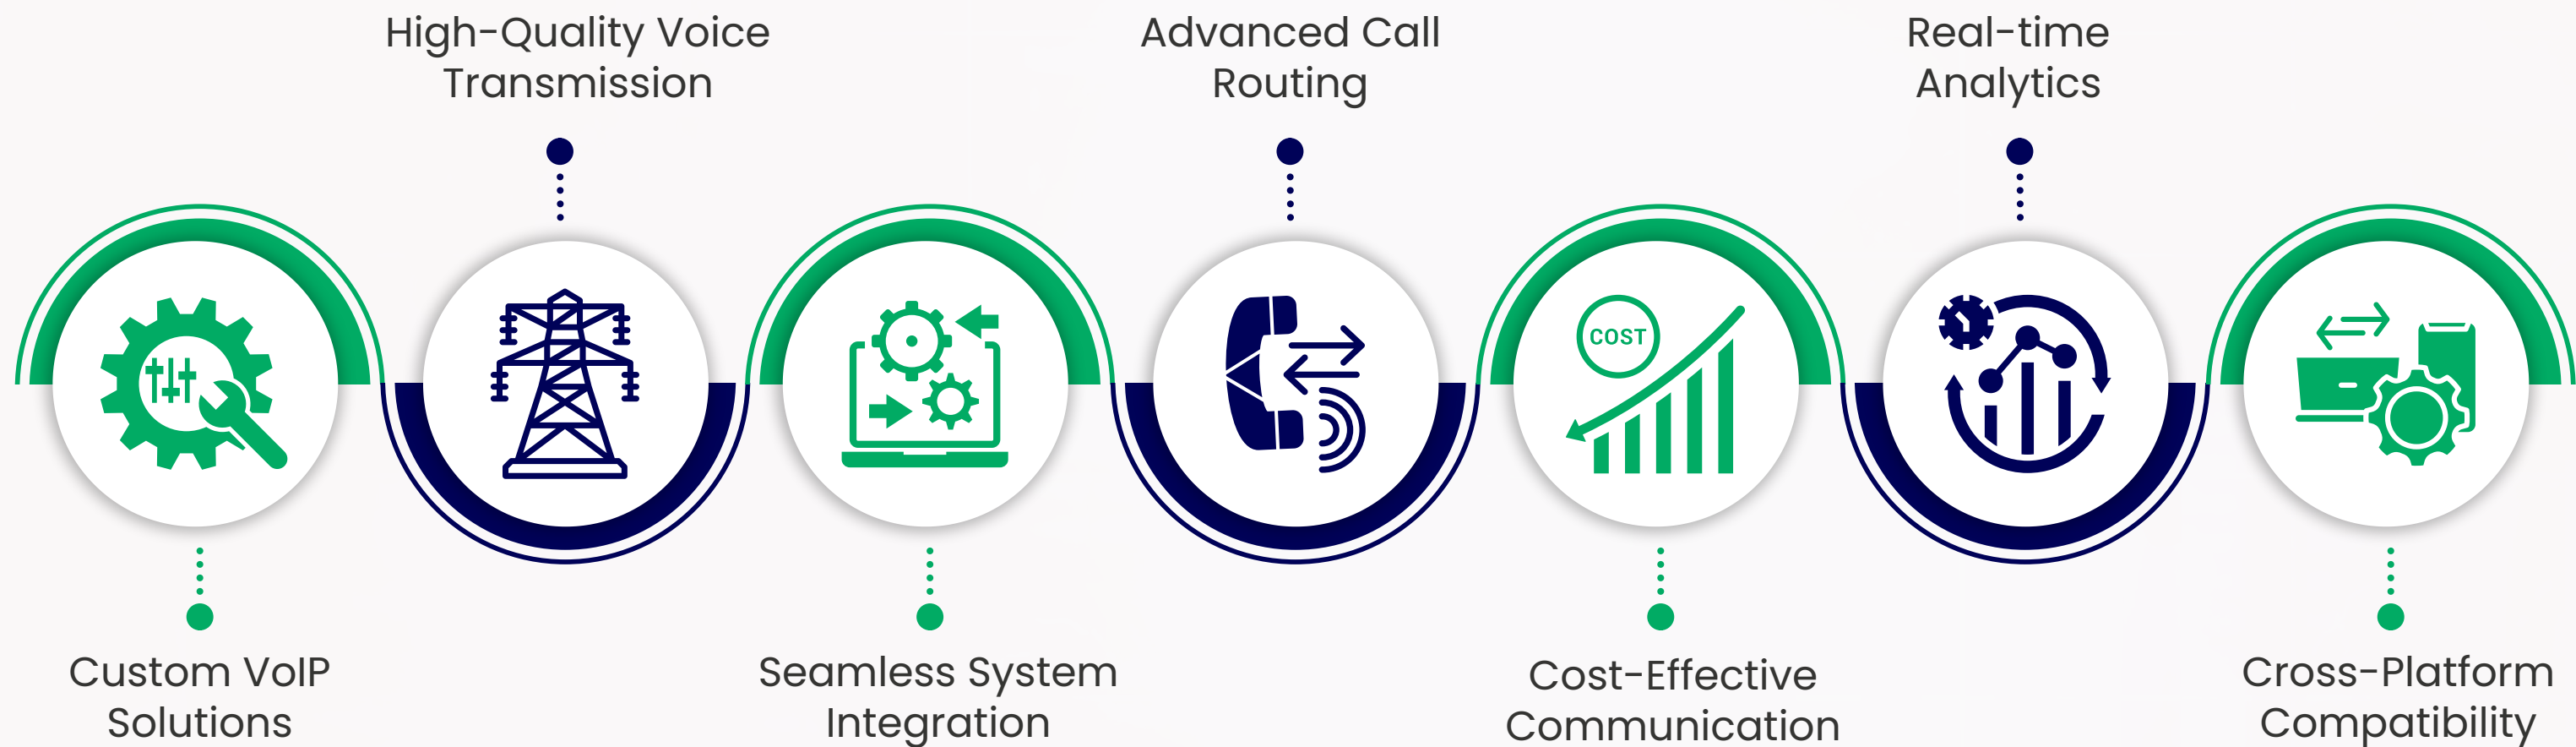 High-Quality Voice
Transmission
Advanced Call
Routing
Real-time
Analytics
COST
Custom VoIP
Solutions
Seamless System
Integration
Cost-Effective
Communication
Cross-Platform
Compatibility